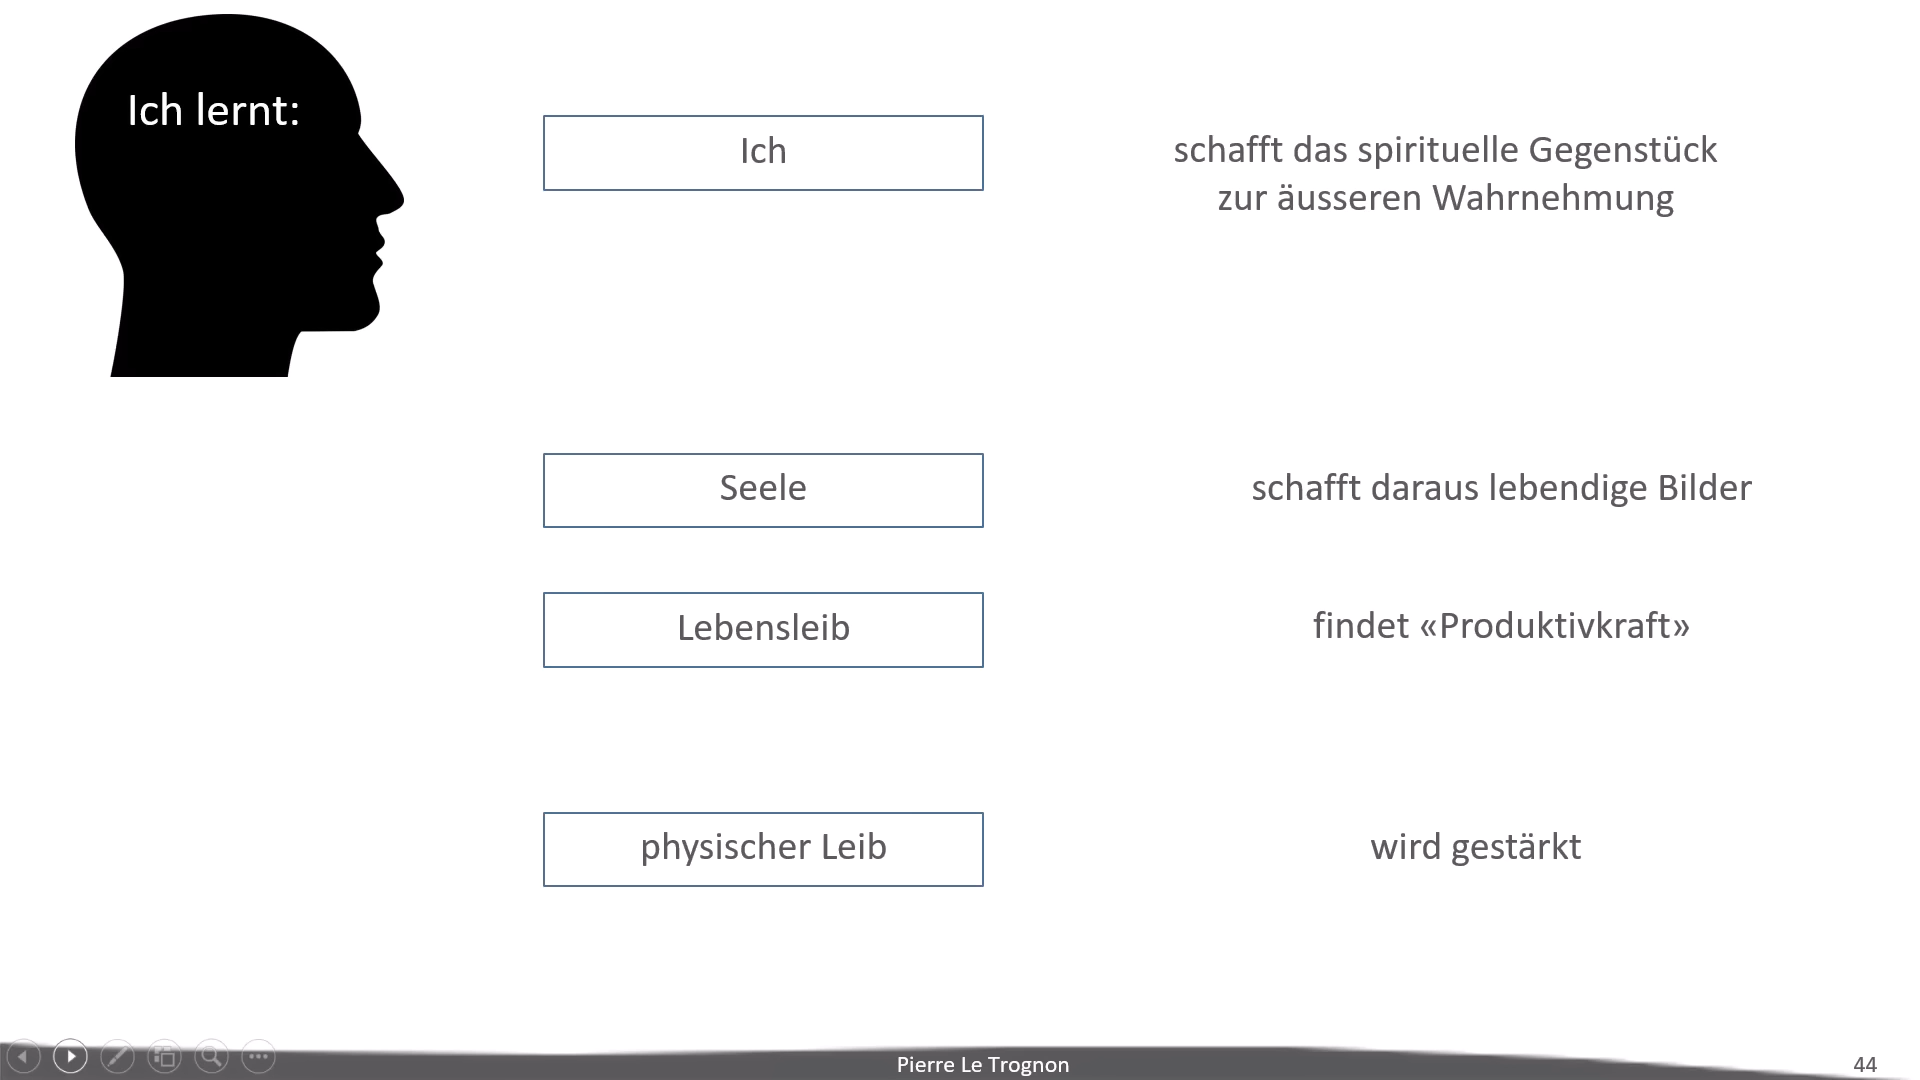 Ich lernt:
Ich
schafft das spirituelle Gegenstück
zur äusseren Wahrnehmung
Seele
schafft daraus lebendige Bilder
Lebensleib
findet «Produktivkraft»
physischer Leib
wird gestärkt
Pierre Le Trognon
44